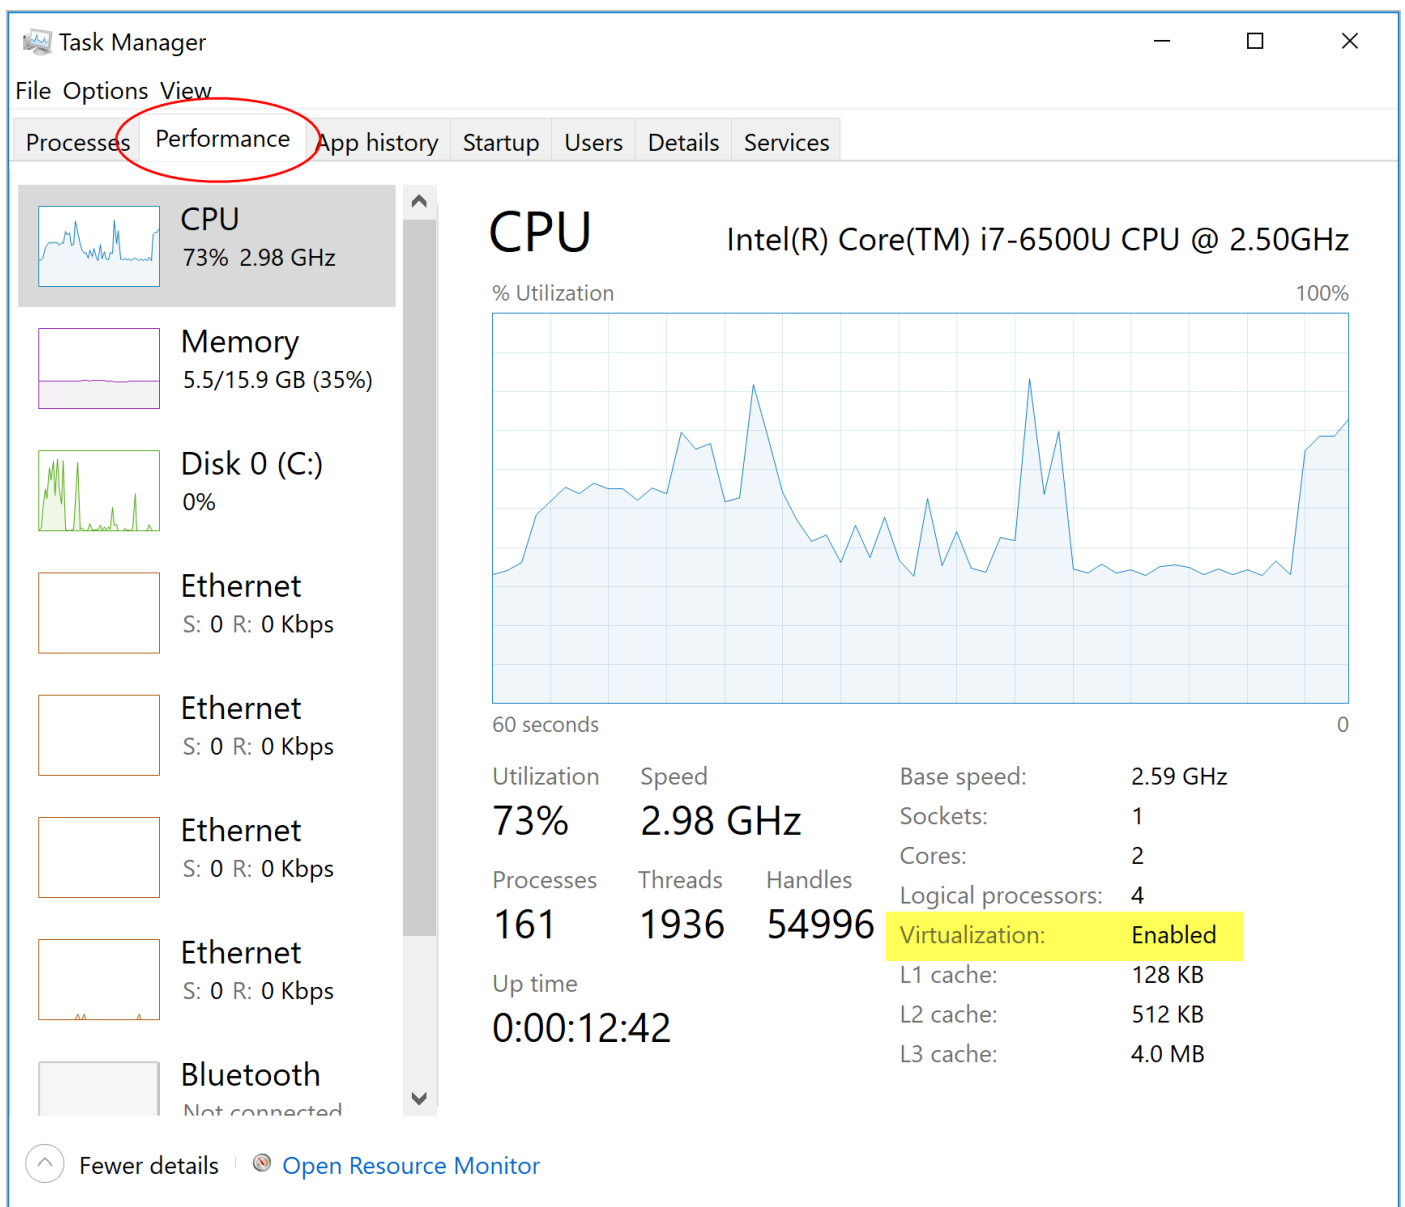 Task Manager
File Options View
Processes Performance App history Startup Users Details Services
CPU
73% 2.98 GHz
Memory
5.5/15.9 GB (35%)
Disk 0 (C:)
0%
Ethernet
S: 0 R: 0 Kbps
Ethernet
S: 0 R: 0 Kbps
Ethernet
S: 0 R: 0 Kbps
Ethernet
S: 0 R: 0 Kbps
Bluetooth
Not connected
CPU Intel(R) Core(TM) i7-6500U CPU @ 2.50GHz
% Utilization 100%
60 seconds 0
Utilization Speed
73% 2.98 GHz
Processes Threads Handles
161 1936 54996
Up time
0:00:12:42
Base speed: 2.59 GHz
Sockets: 1
Cores: 2
Logical processors: 4
Virtualization: Enabled
L1 cache: 128 KB
L2 cache: 512 KB
L3 cache: 4.0 MB
Fewer details Open Resource Monitor